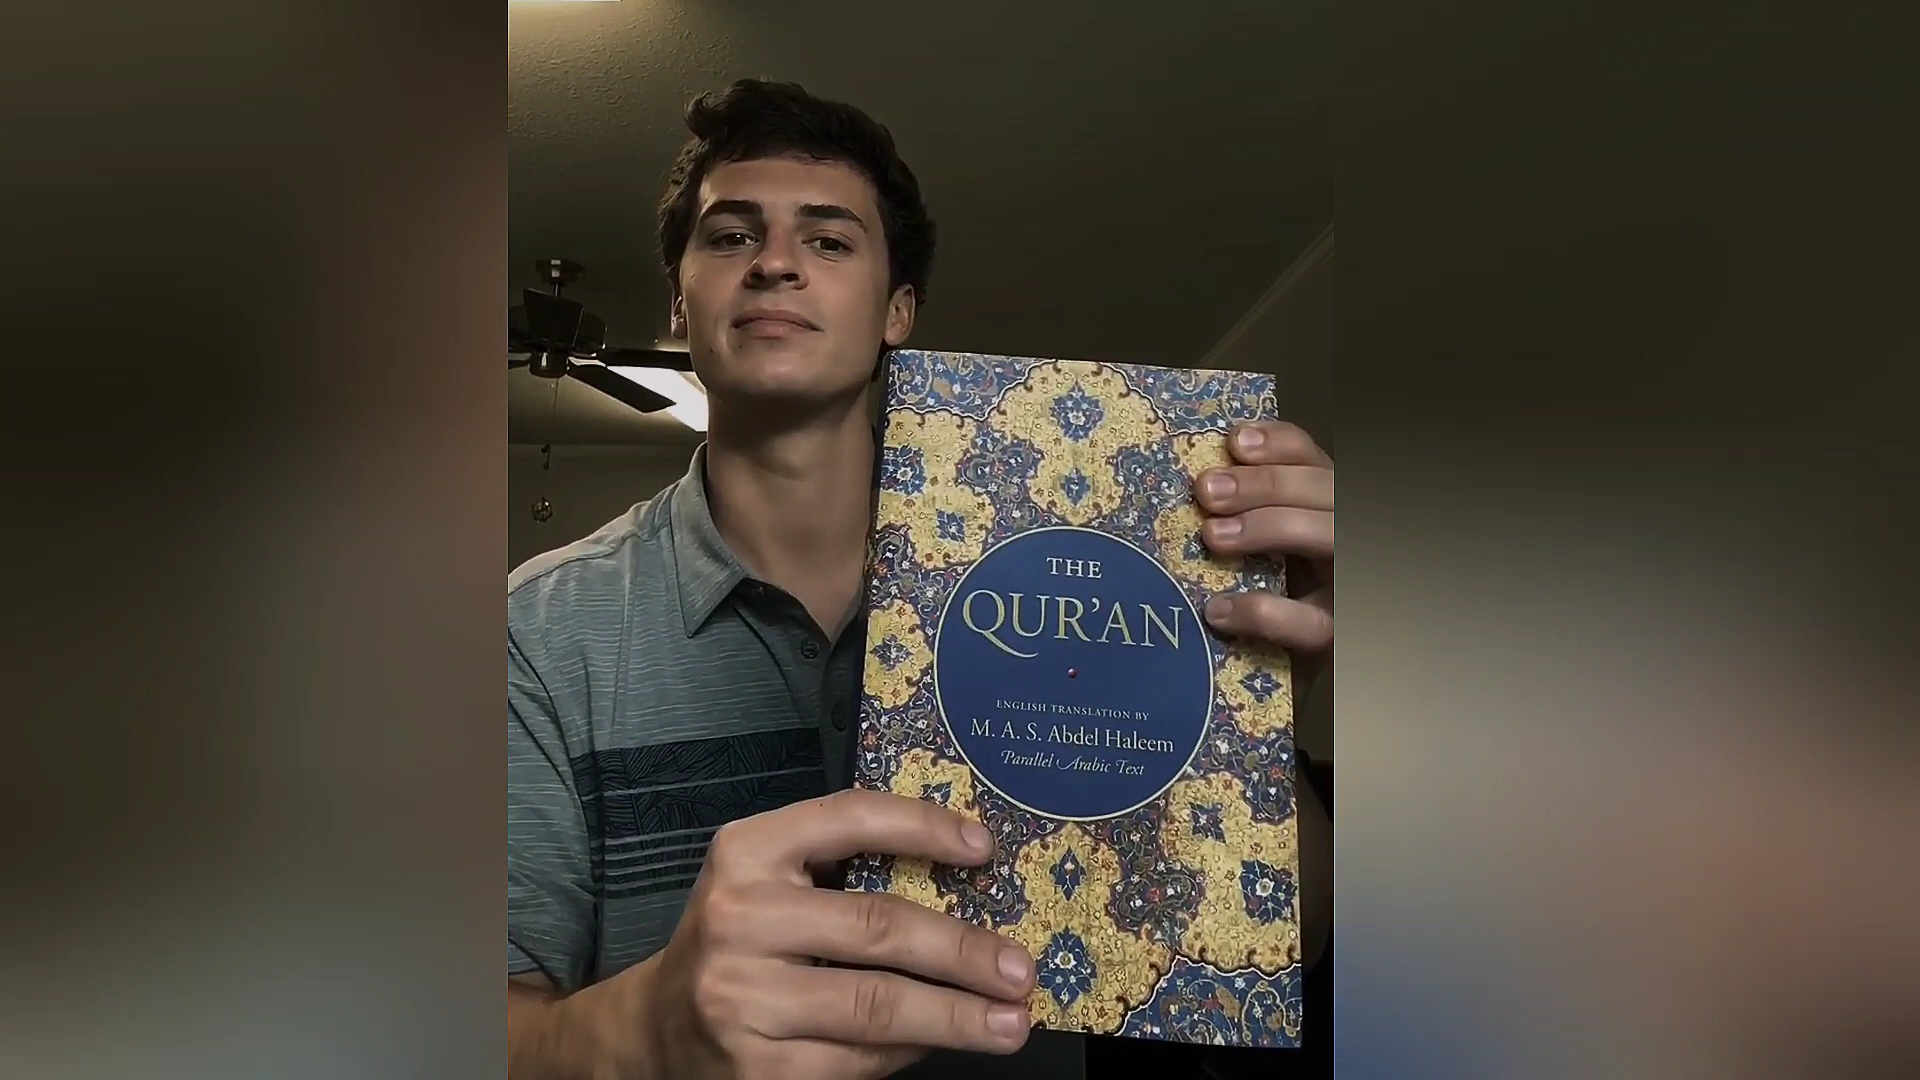 THE
QUR'AN
ENGLISH TRANSLATION BY
M. A. S. Abdel Haleem
Parallel Arabic Text